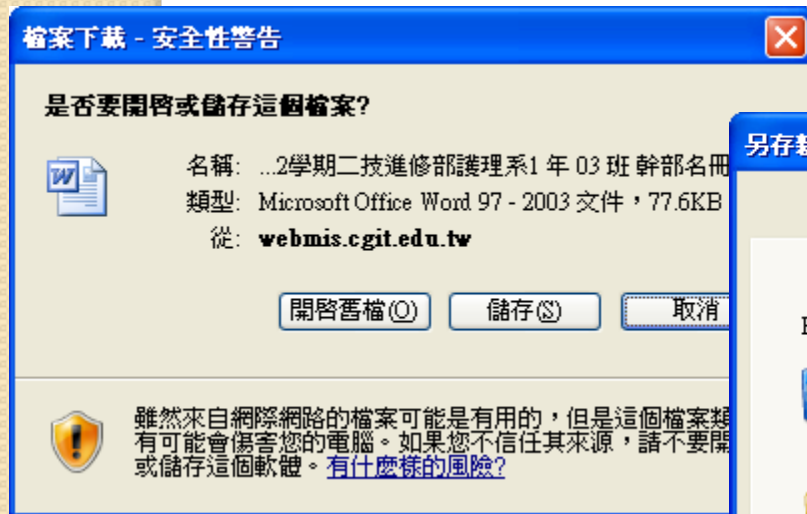 檔案下載 - 安全性警告
是否要開啓或儲存這個檔案?
名稱: ...2學期二技進修部護理系1 年 03 班 幹部名冊
類型: Microsoft Office Word 97 - 2003 文件，77.6KB
從: webmis.cgit.edu.tw
開啓舊檔(O) 儲存(S) 取消
雖然來自網際網路的檔案可能是有用的，但是這個檔案類
有可能會傷害您的電腦。如果您不信任其來源，請不要開
或儲存這個軟體。有什麼樣的風險?
另存